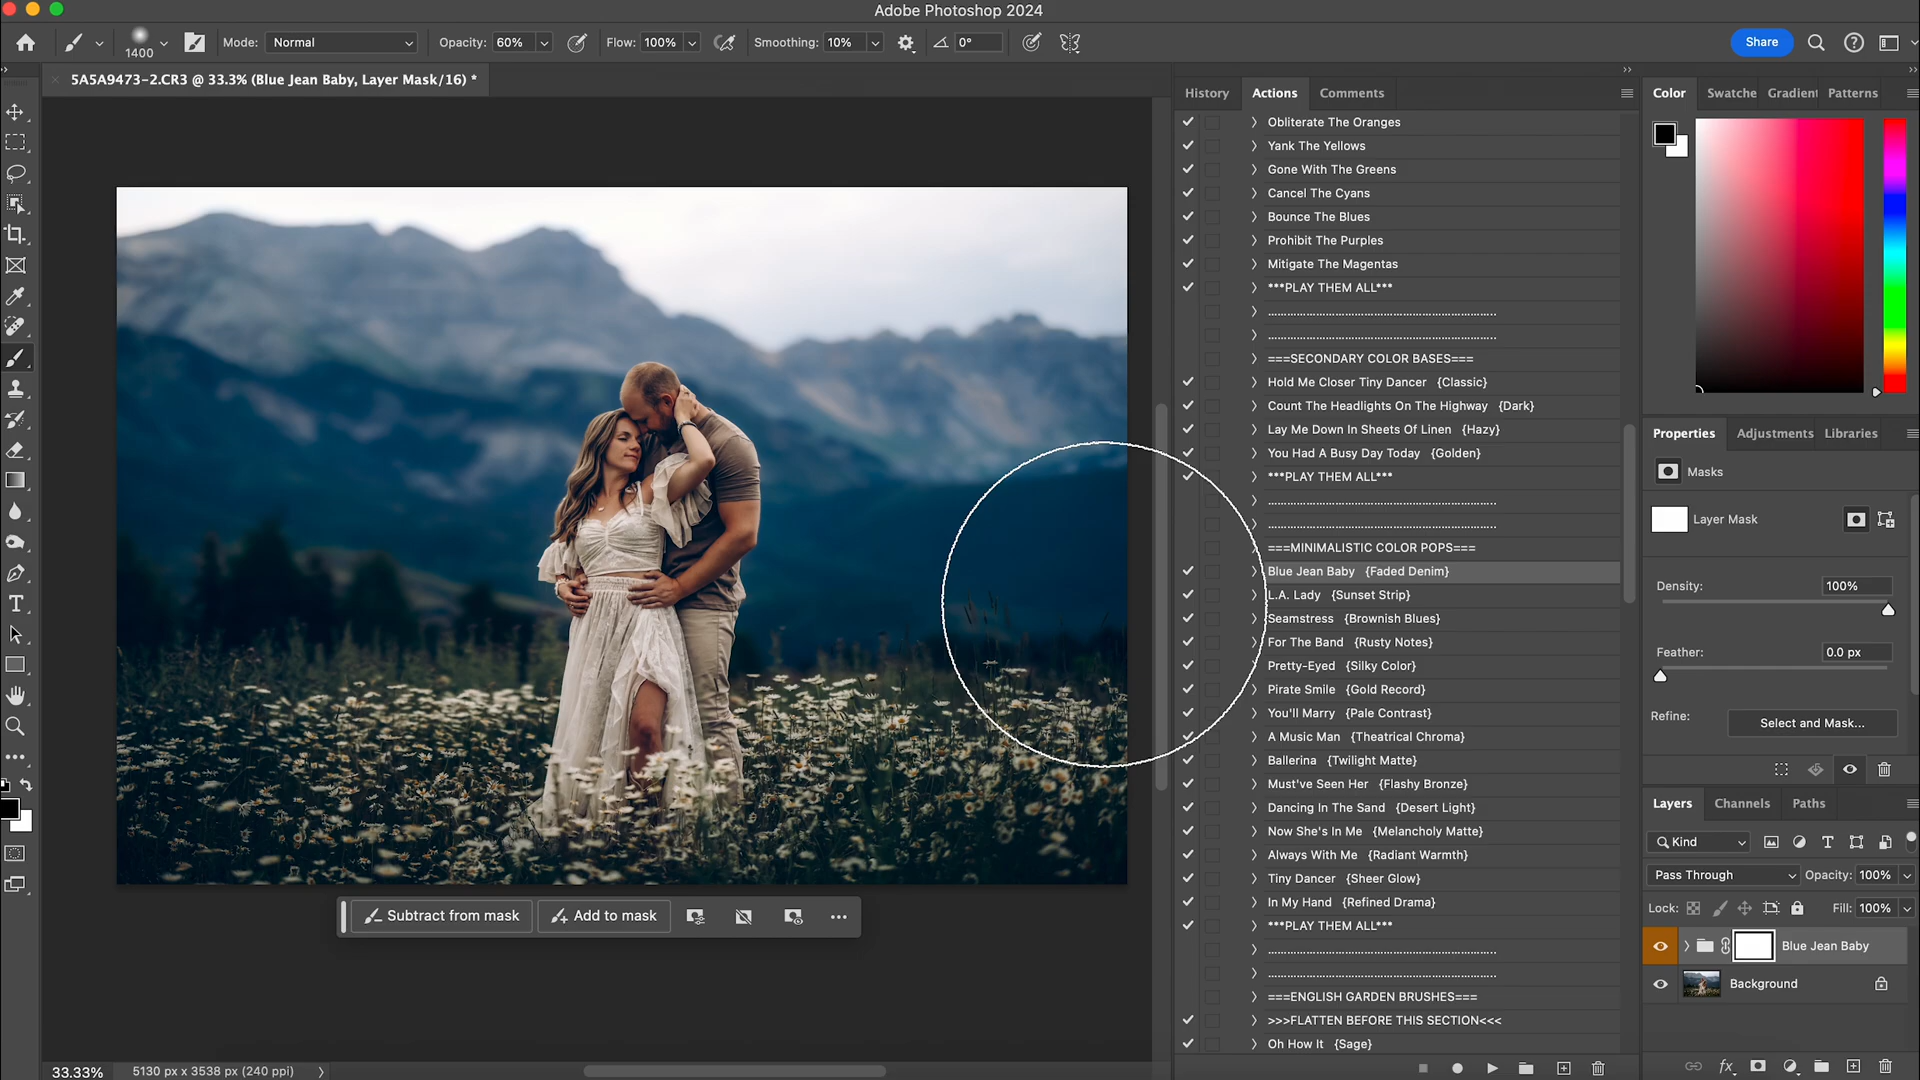 Adobe Photoshop 2024
1400
Mode: Normal
Opacity: 60%
Flow: 100%
Smoothing: 10%
0°
Share
5A5A9473-2.CR3 @ 33.3% (Blue Jean Baby, Layer Mask/16) *
History Actions Comments
Obliterate The Oranges
Yank The Yellows
Gone With The Greens
Cancel The Cyans
Bounce The Blues
Prohibit The Purples
Mitigate The Magentas
***PLAY THEM ALL***
===SECONDARY COLOR BASES===
Hold Me Closer Tiny Dancer {Classic}
Count The Headlights On The Highway {Dark}
Lay Me Down In Sheets Of Linen {Hazy}
You Had A Busy Day Today {Golden}
***PLAY THEM ALL***
===MINIMALISTIC COLOR POPS===
Blue Jean Baby {Faded Denim}
L.A. Lady {Sunset Strip}
Seamstress {Brownish Blues}
For The Band {Rusty Notes}
Pretty-Eyed {Silky Color}
Pirate Smile {Gold Record}
You'll Marry {Pale Contrast}
A Music Man {Theatrical Chroma}
Ballerina {Twilight Matte}
Must've Seen Her {Flashy Bronze}
Dancing In The Sand {Desert Light}
Now She's In Me {Melancholy Matte}
Always With Me {Radiant Warmth}
Tiny Dancer {Sheer Glow}
In My Hand {Refined Drama}
***PLAY THEM ALL***
===ENGLISH GARDEN BRUSHES===
>>>FLATTEN BEFORE THIS SECTION<<<
Oh How It {Sage}
Color Swatche Gradient Patterns
Properties Adjustments Libraries
Masks
Layer Mask
Density: 100%
Feather: 0.0 px
Refine: Select and Mask...
Layers Channels Paths
Kind
Pass Through Opacity: 100%
Lock: Fill: 100%
Blue Jean Baby
Background
Subtract from mask
Add to mask
33.33% 5130 px x 3538 px (240 ppi)